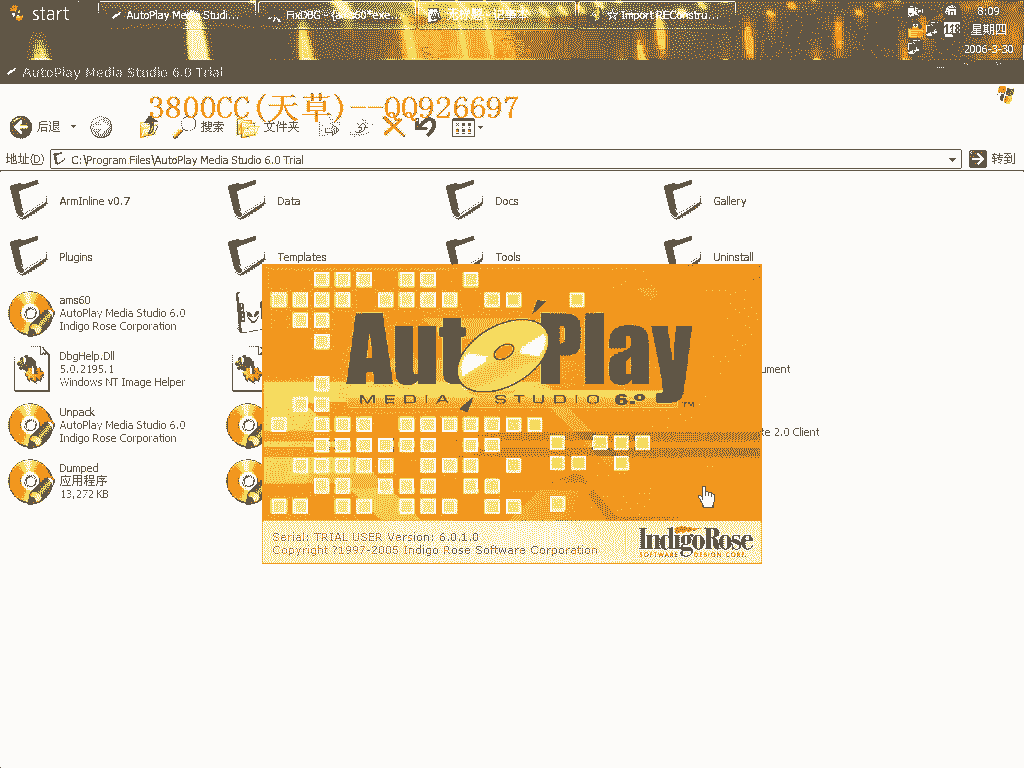 start
AutoPlay Media Studi...
FixDBG - (ams60*exe...
☆ Import REConstru...
8:09
星期四
2006-3-30
AutoPlay Media Studio 6.0 Trial
3800CC(天草)--QQ926697
后退
搜索
文件夹
地址(D)
C:\Program Files\AutoPlay Media Studio 6.0 Trial
转到
ArmInline v0.7
Data
Docs
Gallery
Plugins
Templates
Tools
Uninstall
ams60
AutoPlay Media Studio 6.0
Indigo Rose Corporation
DbgHelp.Dll
5.0.2195.1
Windows NT Image Helper
ument
Unpack
AutoPlay Media Studio 6.0
Indigo Rose Corporation
te 2.0 Client
Dumped
应用程序
13,272 KB
AutoPlay
MEDIA STUDIO 6.0 ™
Serial: TRIAL USER Version: 6.0.1.0
Copyright ?1997-2005 Indigo Rose Software Corporation
IndigoRose
SOFTWARE DESIGN CORP.